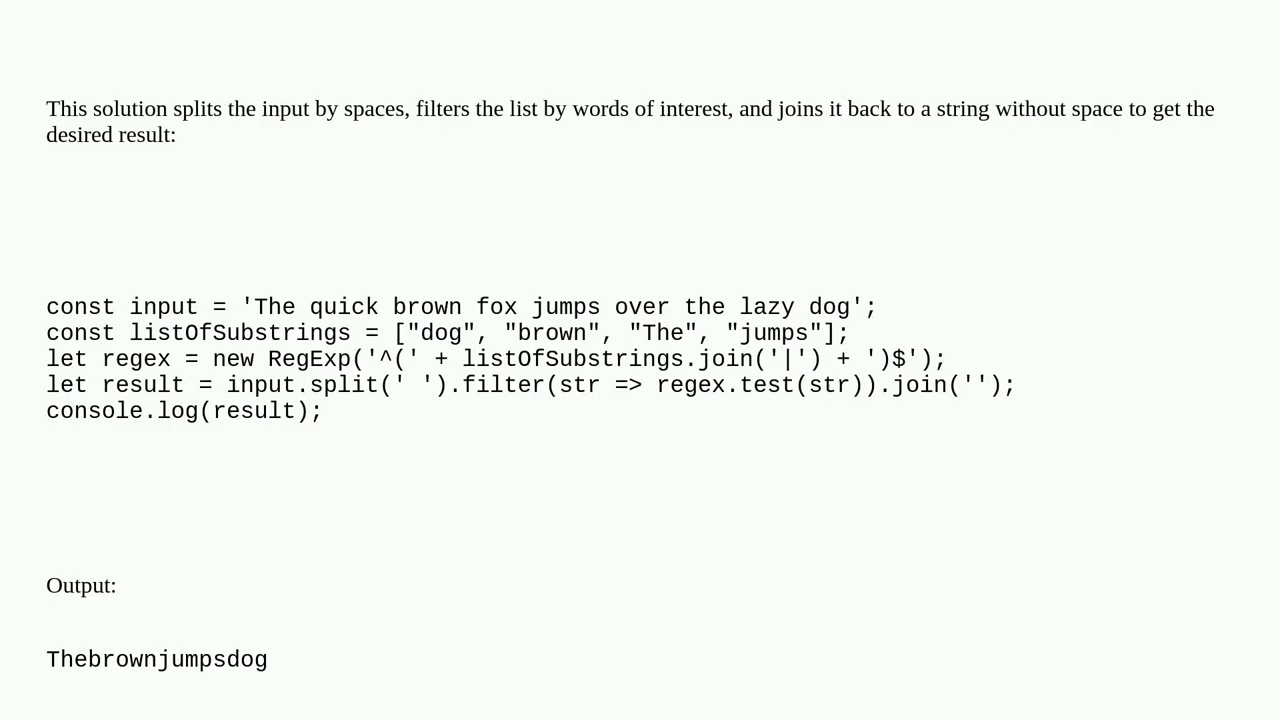 This solution splits the input by spaces, filters the list by words of interest, and joins it back to a string without space to get the
desired result:
const input = 'The quick brown fox jumps over the lazy dog';
const listOfSubstrings = ["dog", "brown", "The", "jumps"];
let regex = new RegExp('^(' + listOfSubstrings.join('|') + ')$');
let result = input.split(' ').filter(str => regex.test(str)).join('');
console.log(result);
Output:
Thebrownjumpsdog